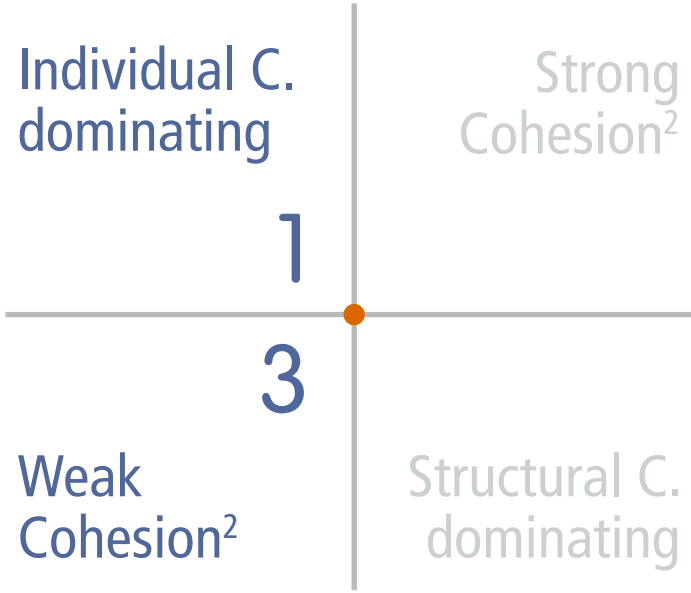 Individual C.
dominating
Strong
Cohesion²
1
3
Weak
Cohesion²
Structural C.
dominating